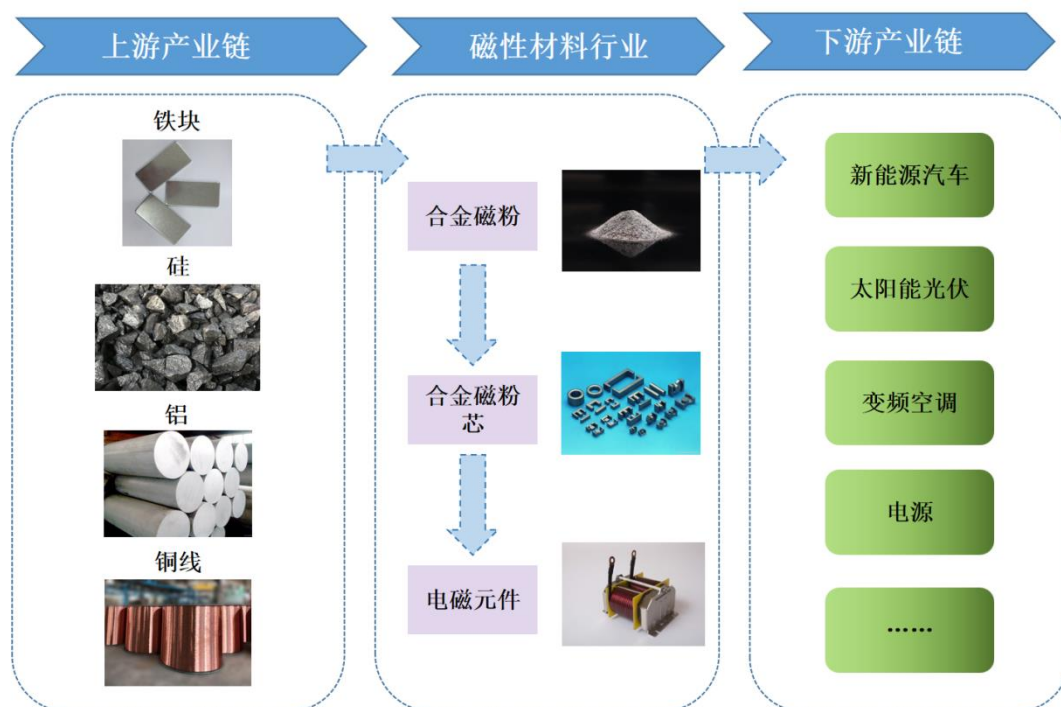 上游产业链
磁性材料行业
下游产业链
铁块
硅
铝
铜线
合金磁粉
合金磁粉
芯
电磁元件
新能源汽车
太阳能光伏
变频空调
电源
……